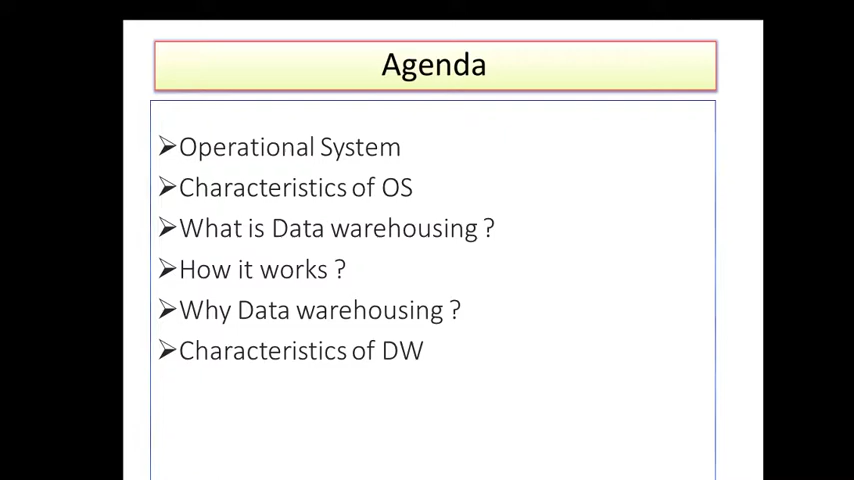 Agenda
➢Operational System
➢Characteristics of OS
➢What is Data warehousing ?
➢How it works ?
➢Why Data warehousing ?
➢Characteristics of DW